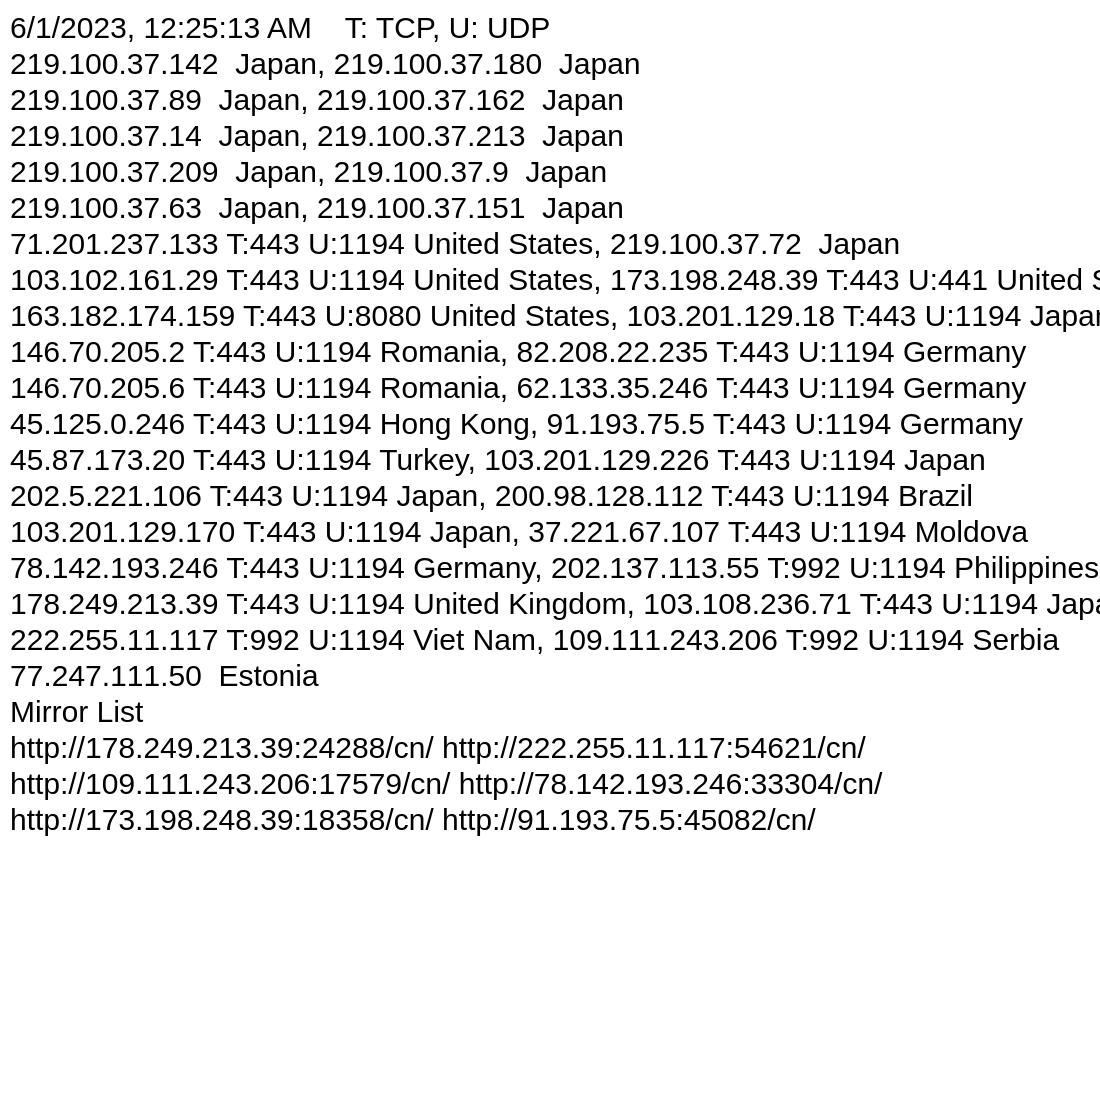 6/1/2023, 12:25:13 AM    T: TCP, U: UDP
219.100.37.142  Japan, 219.100.37.180  Japan
219.100.37.89  Japan, 219.100.37.162  Japan
219.100.37.14  Japan, 219.100.37.213  Japan
219.100.37.209  Japan, 219.100.37.9  Japan
219.100.37.63  Japan, 219.100.37.151  Japan
71.201.237.133 T:443 U:1194 United States, 219.100.37.72  Japan
103.102.161.29 T:443 U:1194 United States, 173.198.248.39 T:443 U:441 United
163.182.174.159 T:443 U:8080 United States, 103.201.129.18 T:443 U:1194 Japan
146.70.205.2 T:443 U:1194 Romania, 82.208.22.235 T:443 U:1194 Germany
146.70.205.6 T:443 U:1194 Romania, 62.133.35.246 T:443 U:1194 Germany
45.125.0.246 T:443 U:1194 Hong Kong, 91.193.75.5 T:443 U:1194 Germany
45.87.173.20 T:443 U:1194 Turkey, 103.201.129.226 T:443 U:1194 Japan
202.5.221.106 T:443 U:1194 Japan, 200.98.128.112 T:443 U:1194 Brazil
103.201.129.170 T:443 U:1194 Japan, 37.221.67.107 T:443 U:1194 Moldova
78.142.193.246 T:443 U:1194 Germany, 202.137.113.55 T:992 U:1194 Philippines
178.249.213.39 T:443 U:1194 United Kingdom, 103.108.236.71 T:443 U:1194 Japa
222.255.11.117 T:992 U:1194 Viet Nam, 109.111.243.206 T:992 U:1194 Serbia
77.247.111.50  Estonia
Mirror List
http://178.249.213.39:24288/cn/ http://222.255.11.117:54621/cn/
http://109.111.243.206:17579/cn/ http://78.142.193.246:33304/cn/
http://173.198.248.39:18358/cn/ http://91.193.75.5:45082/cn/